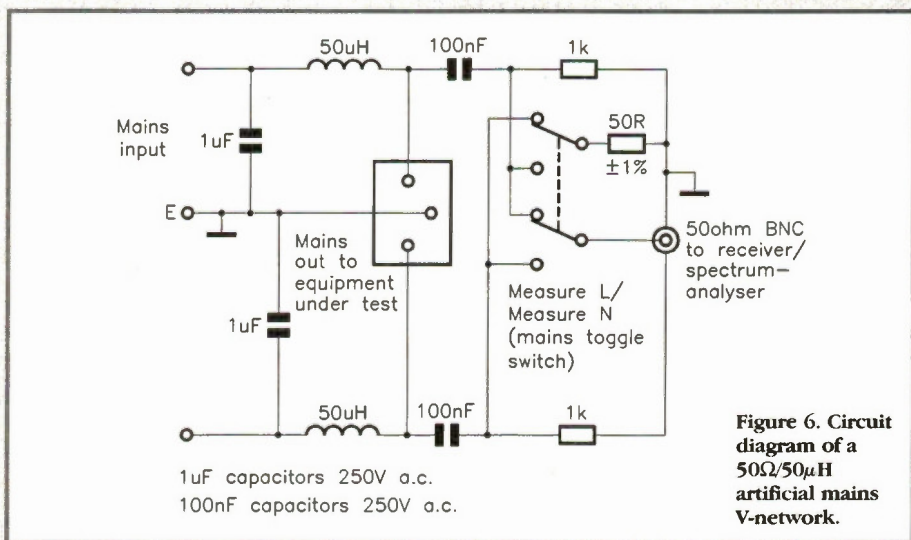 50uH
100nF
1k
Mains
input
1uF
50R
±1%
E
Mains
out to
equipment
under test
50ohm BNC
to receiver/
spectrum-
analyser
Measure L/
Measure N
(mains toggle
switch)
1uF
50uH
100nF
1k
1uF capacitors 250V a.c.
100nF capacitors 250V a.c.
Figure 6. Circuit
diagram of a
50Ω/50μH
artificial mains
V-network.